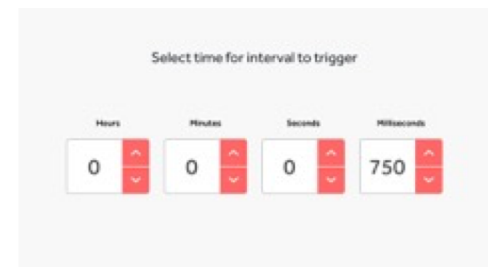 Select time for interval to trigger
Hours Minutes Seconds Milliseconds
0 0 0 750